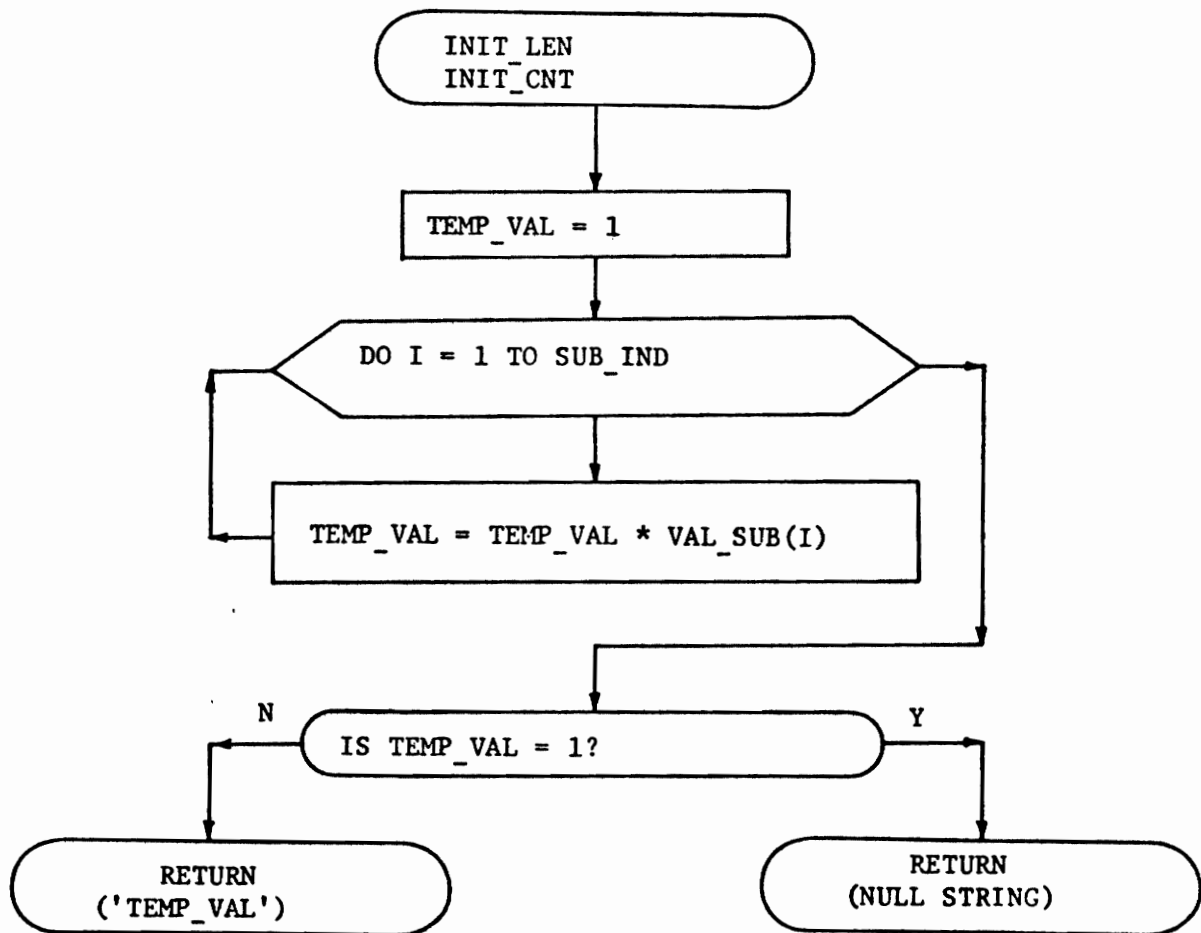 INIT_LEN
INIT_CNT
TEMP_VAL = 1
DO I = 1 TO SUB_IND
TEMP_VAL = TEMP_VAL * VAL_SUB(I)
N
Y
IS TEMP_VAL = 1?
RETURN
('TEMP_VAL')
RETURN
(NULL STRING)